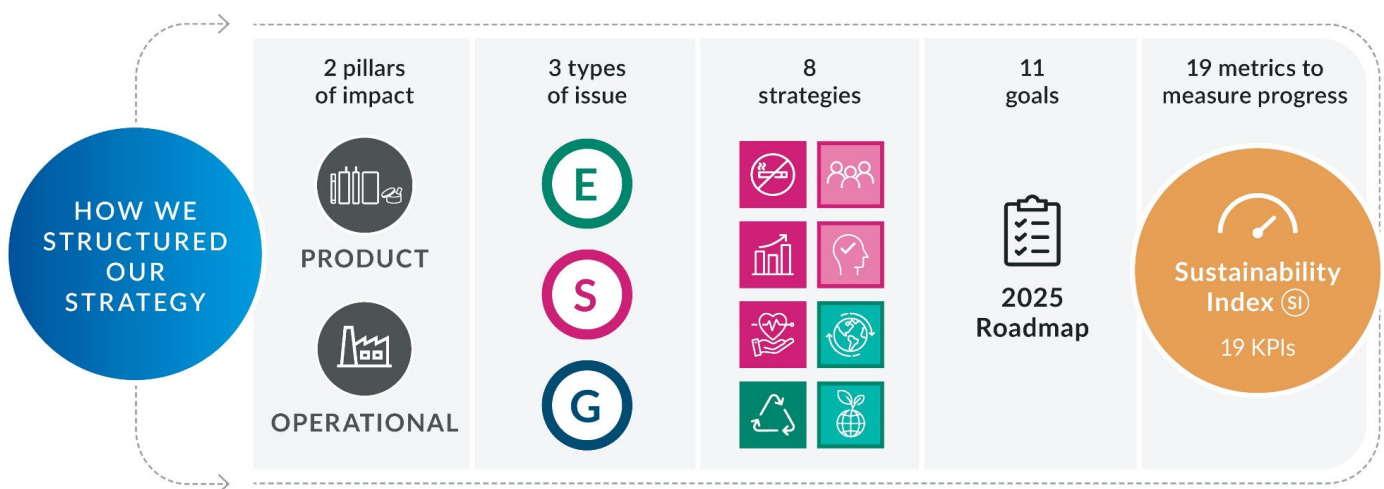 HOW WE
STRUCTURED
OUR
STRATEGY
2 pillars
of impact
PRODUCT
OPERATIONAL
3 types
of issue
E
S
G
8
strategies
11
goals
2025
Roadmap
19 metrics to
measure progress
Sustainability
Index SI
19 KPIs